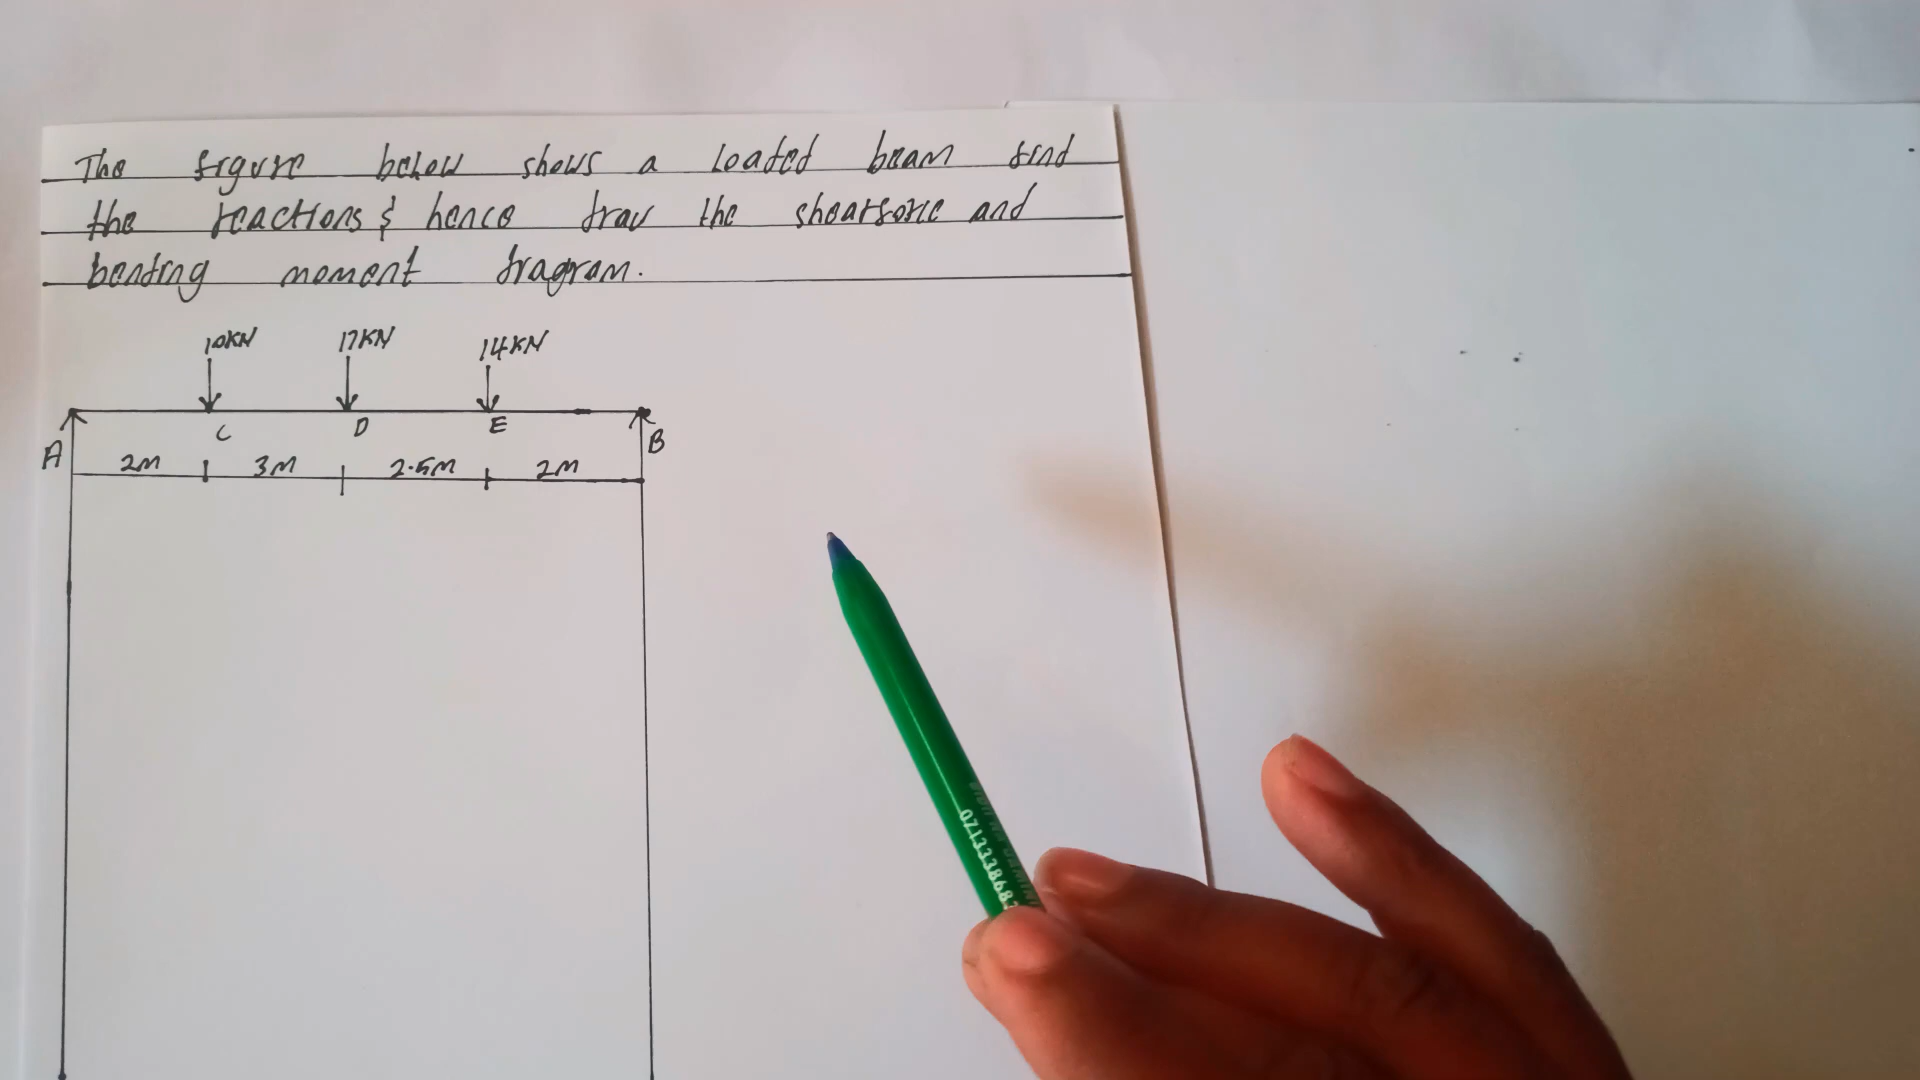 The figure below shows a loaded beam find
the reactions & hence draw the shearforce and
bending moment diagram.
10KN 17KN 14KN
A C D E B
2M 3M 2.5M 2M